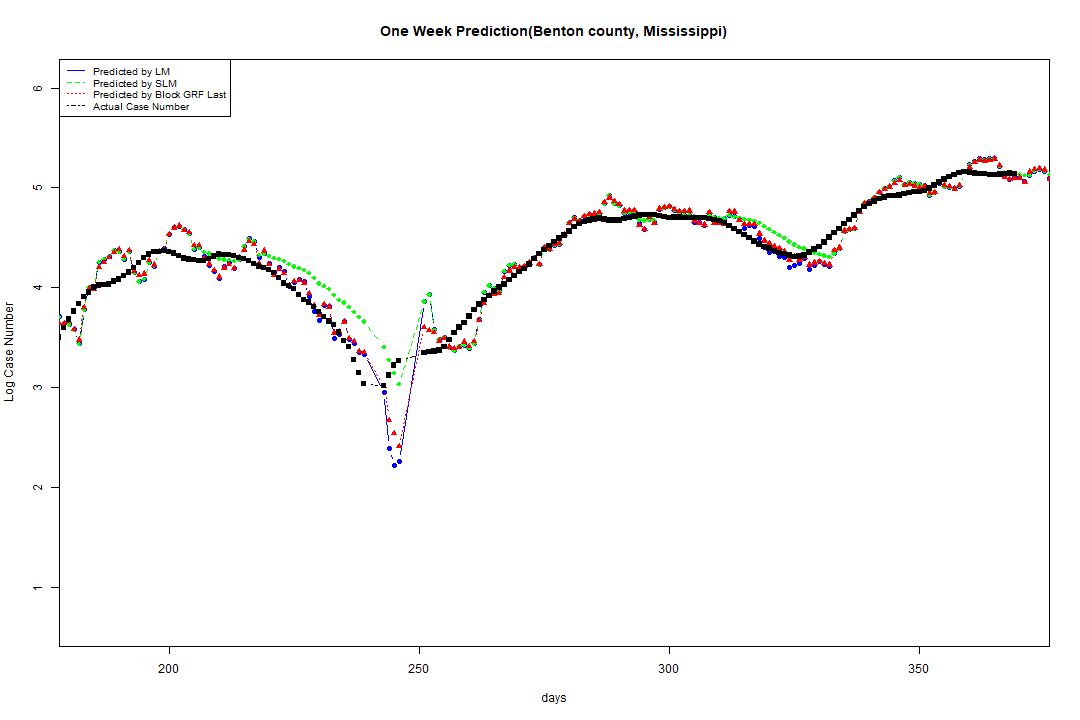 One Week Prediction(Benton county, Mississippi)
Predicted by LM
Predicted by SLM
Predicted by Block GRF Last
Actual Case Number
6
5
4
3
2
1
Log Case Number
200
250
300
350
days